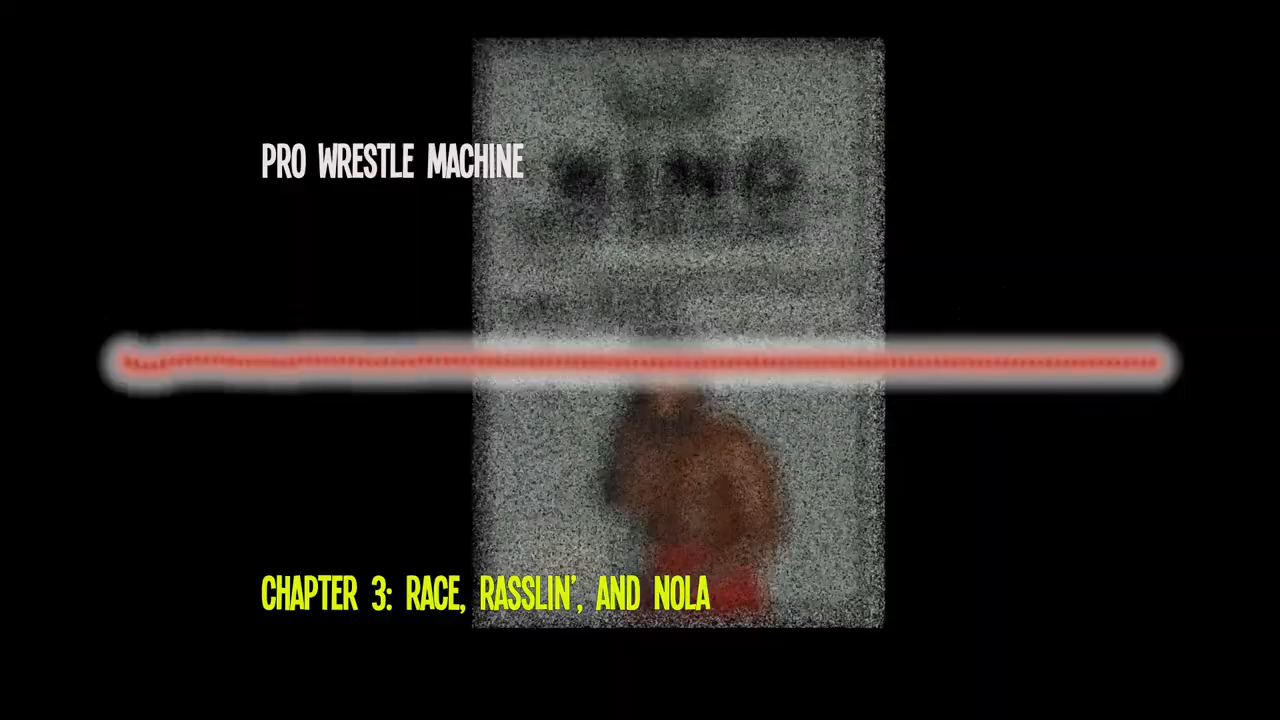 PRO WRESTLE MACHINE
CHAPTER 3: RACE, RASSLIN', AND NOLA